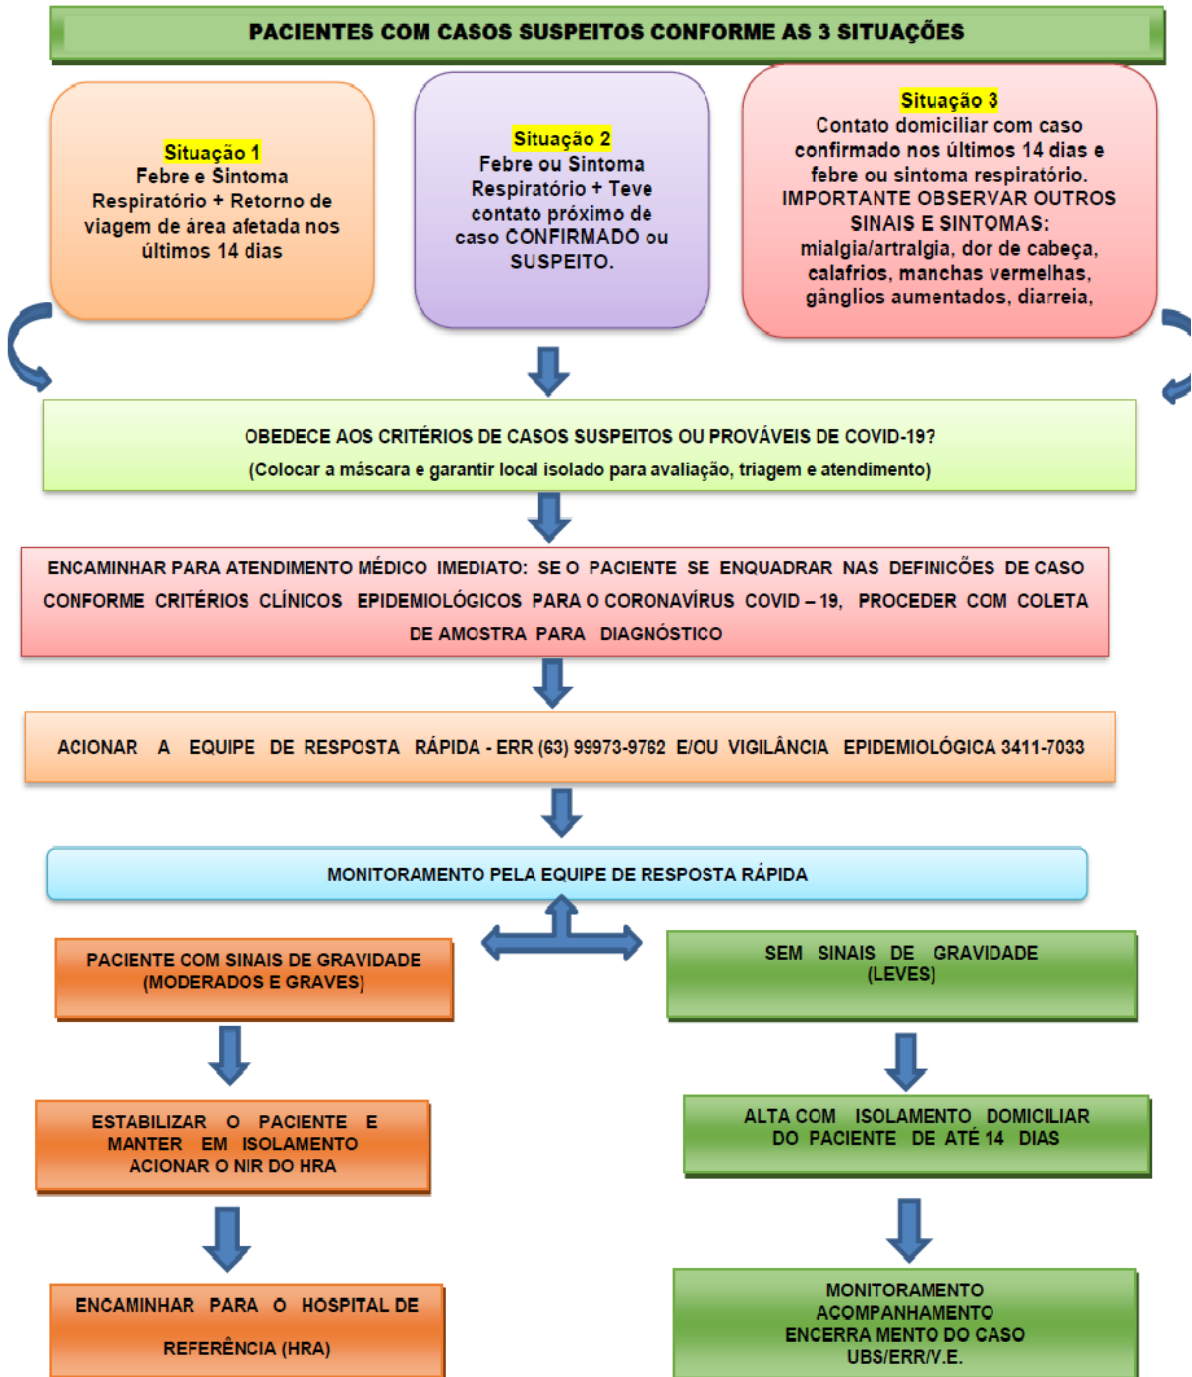 PACIENTES COM CASOS SUSPEITOS CONFORME AS 3 SITUAÇÕES
Situação 1
Febre e Sintoma
Respiratório + Retorno de
viagem de área afetada nos
últimos 14 dias
Situação 2
Febre ou Sintoma
Respiratório + Teve
contato próximo de
caso CONFIRMADO ou
SUSPEITO.
Situação 3
Contato domiciliar com caso
confirmado nos últimos 14 dias e
febre ou sintoma respiratório.
IMPORTANTE OBSERVAR OUTROS
SINAIS E SINTOMAS:
mialgia/artralgia, dor de cabeça,
calafrios, manchas vermelhas,
gânglios aumentados, diarreia,
OBEDECE AOS CRITÉRIOS DE CASOS SUSPEITOS OU PROVÁVEIS DE COVID-19?
(Colocar a máscara e garantir local isolado para avaliação, triagem e atendimento)
ENCAMINHAR PARA ATENDIMENTO MÉDICO IMEDIATO: SE O PACIENTE SE ENQUADRAR NAS DEFINICÕES DE CASO
CONFORME CRITÉRIOS CLÍNICOS EPIDEMIOLÓGICOS PARA O CORONAVÍRUS COVID – 19, PROCEDER COM COLETA
DE AMOSTRA PARA DIAGNÓSTICO
ACIONAR A EQUIPE DE RESPOSTA RÁPIDA - ERR (63) 99973-9762 E/OU VIGILÂNCIA EPIDEMIOLÓGICA 3411-7033
MONITORAMENTO PELA EQUIPE DE RESPOSTA RÁPIDA
PACIENTE COM SINAIS DE GRAVIDADE
(MODERADOS E GRAVES)
SEM SINAIS DE GRAVIDADE
(LEVES)
ESTABILIZAR O PACIENTE E
MANTER EM ISOLAMENTO
ACIONAR O NIR DO HRA
ALTA COM ISOLAMENTO DOMICILIAR
DO PACIENTE DE ATÉ 14 DIAS
ENCAMINHAR PARA O HOSPITAL DE
REFERÊNCIA (HRA)
MONITORAMENTO
ACOMPANHAMENTO
ENCERRA MENTO DO CASO
UBS/ERR/V.E.